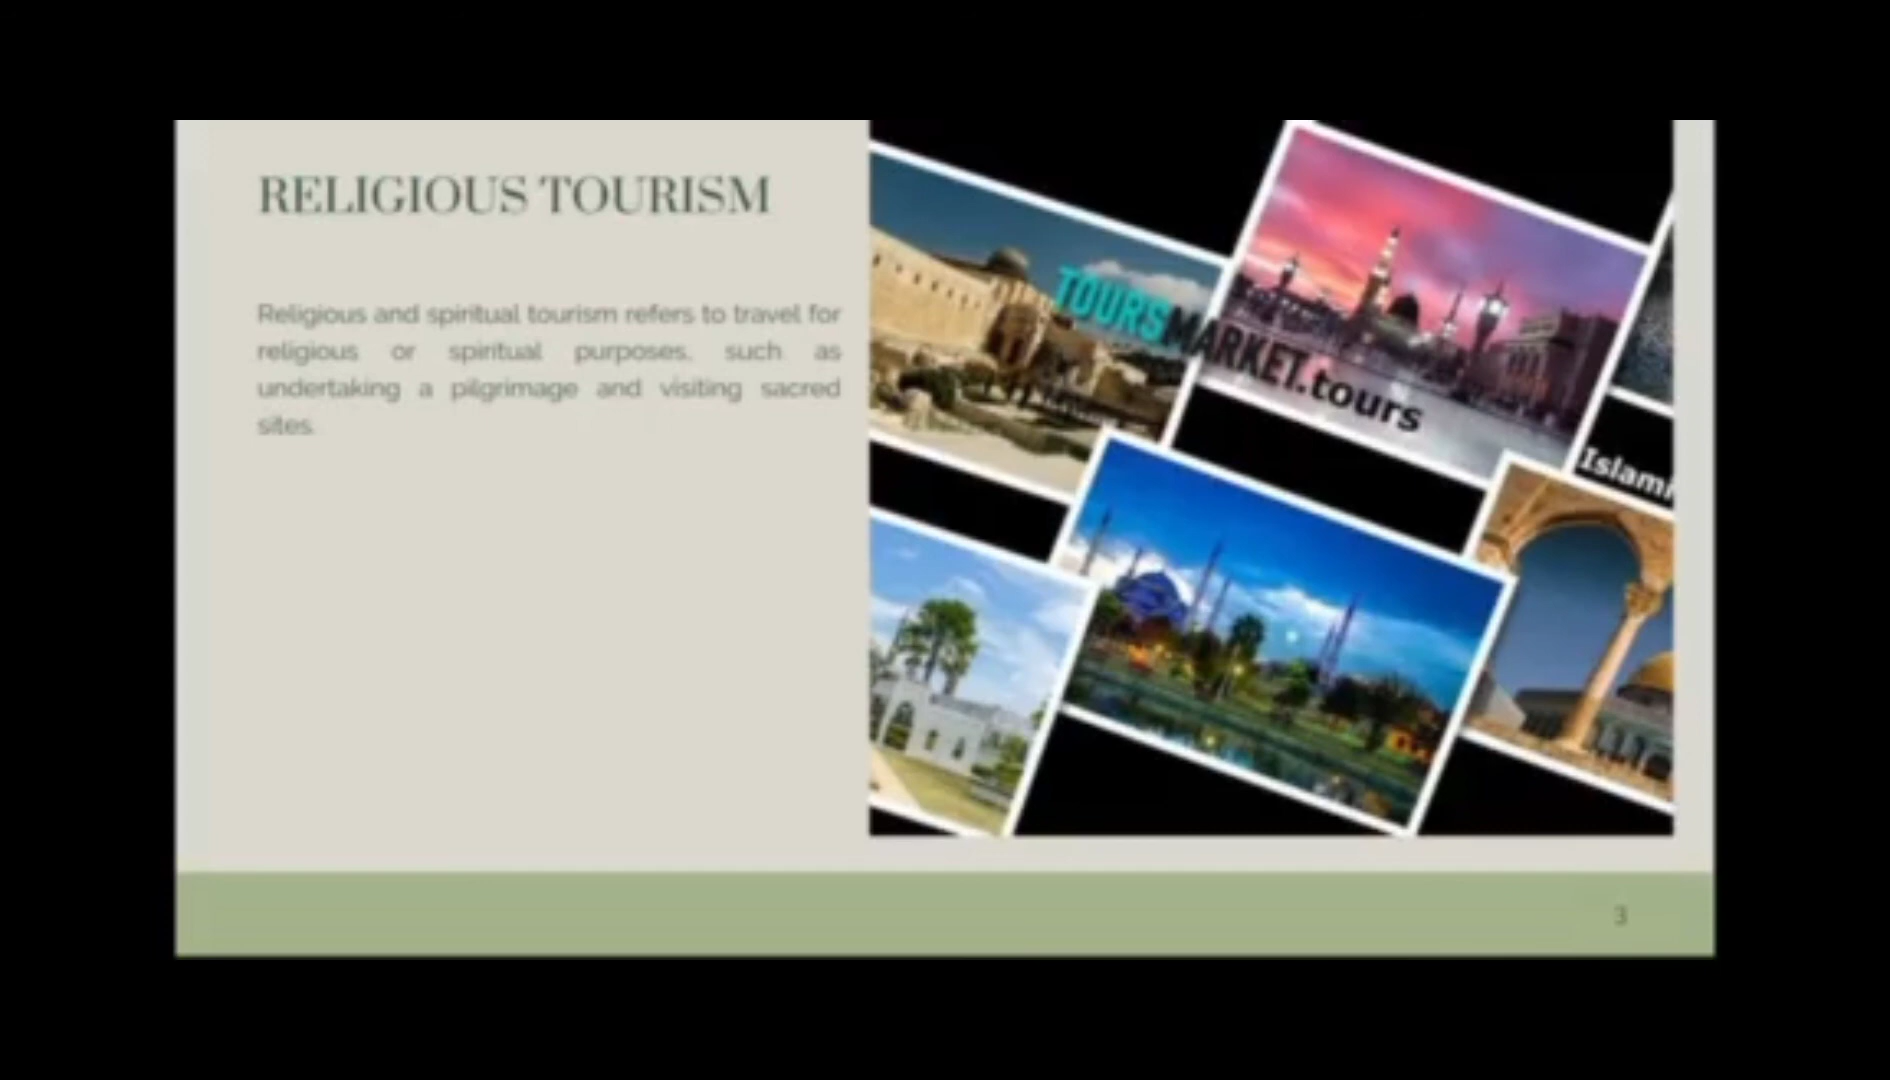 RELIGIOUS TOURISM
Religious and spiritual tourism refers to travel for
religious or spiritual purposes, such as
undertaking a pilgrimage and visiting sacred
sites.
TOURSMARKET.tours
Islami
3